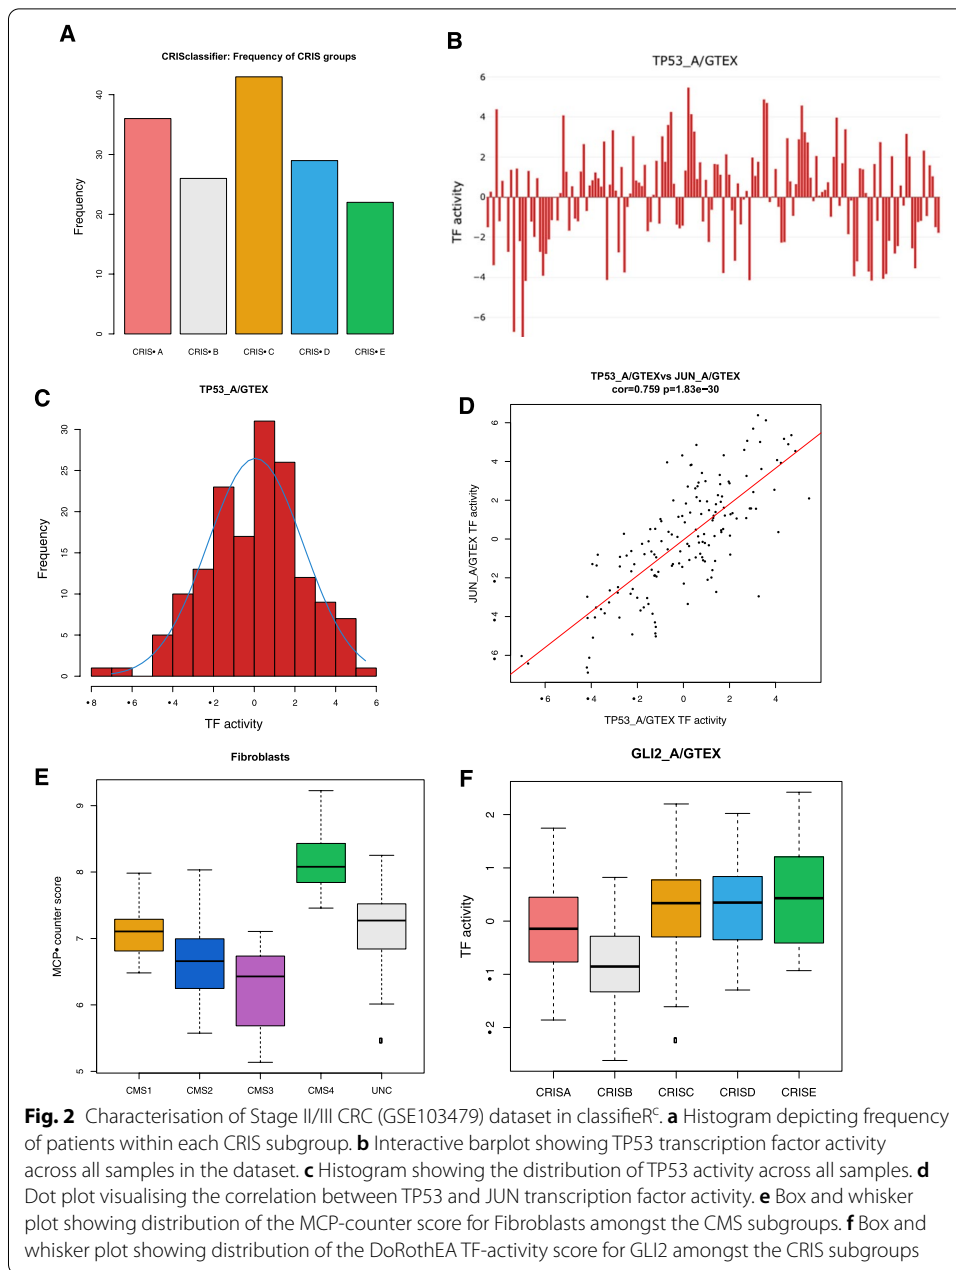 A
CRISclassifier: Frequency of CRIS groups
Frequency
40
30
20
10
0
CRIS• A CRIS• B CRIS• C CRIS• D CRIS• E
B
TP53_A/GTEX
TF activity
6
4
2
0
−2
−4
−6
C
TP53_A/GTEX
Frequency
30
25
20
15
10
5
0
•8 •6 •4 •2 0 2 4 6
TF activity
D
TP53_A/GTEXvs JUN_A/GTEX
cor=0.759 p=1.83e−30
JUN_A/GTEX TF activity
6
4
2
0
•2
•4
•6
•6 •4 •2 0 2 4
TP53_A/GTEX TF activity
E
Fibroblasts
MCP• counter score
9
8
7
6
5
CMS1 CMS2 CMS3 CMS4 UNC
F
GLI2_A/GTEX
TF activity
2
1
0
•1
•2
CRISA CRISB CRISC CRISD CRISE
Fig. 2 Characterisation of Stage II/III CRC (GSE103479) dataset in classifieRᶜ. a Histogram depicting frequency
of patients within each CRIS subgroup. b Interactive barplot showing TP53 transcription factor activity
across all samples in the dataset. c Histogram showing the distribution of TP53 activity across all samples. d
Dot plot visualising the correlation between TP53 and JUN transcription factor activity. e Box and whisker
plot showing distribution of the MCP-counter score for Fibroblasts amongst the CMS subgroups. f Box and
whisker plot showing distribution of the DoRothEA TF-activity score for GLI2 amongst the CRIS subgroups